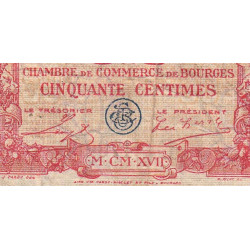 CHAMBRE DE COMMERCE DE BOURGES
CINQUANTE CENTIMES
LE TRÉSORIER LE PRÉSIDENT
M·CM·XVII